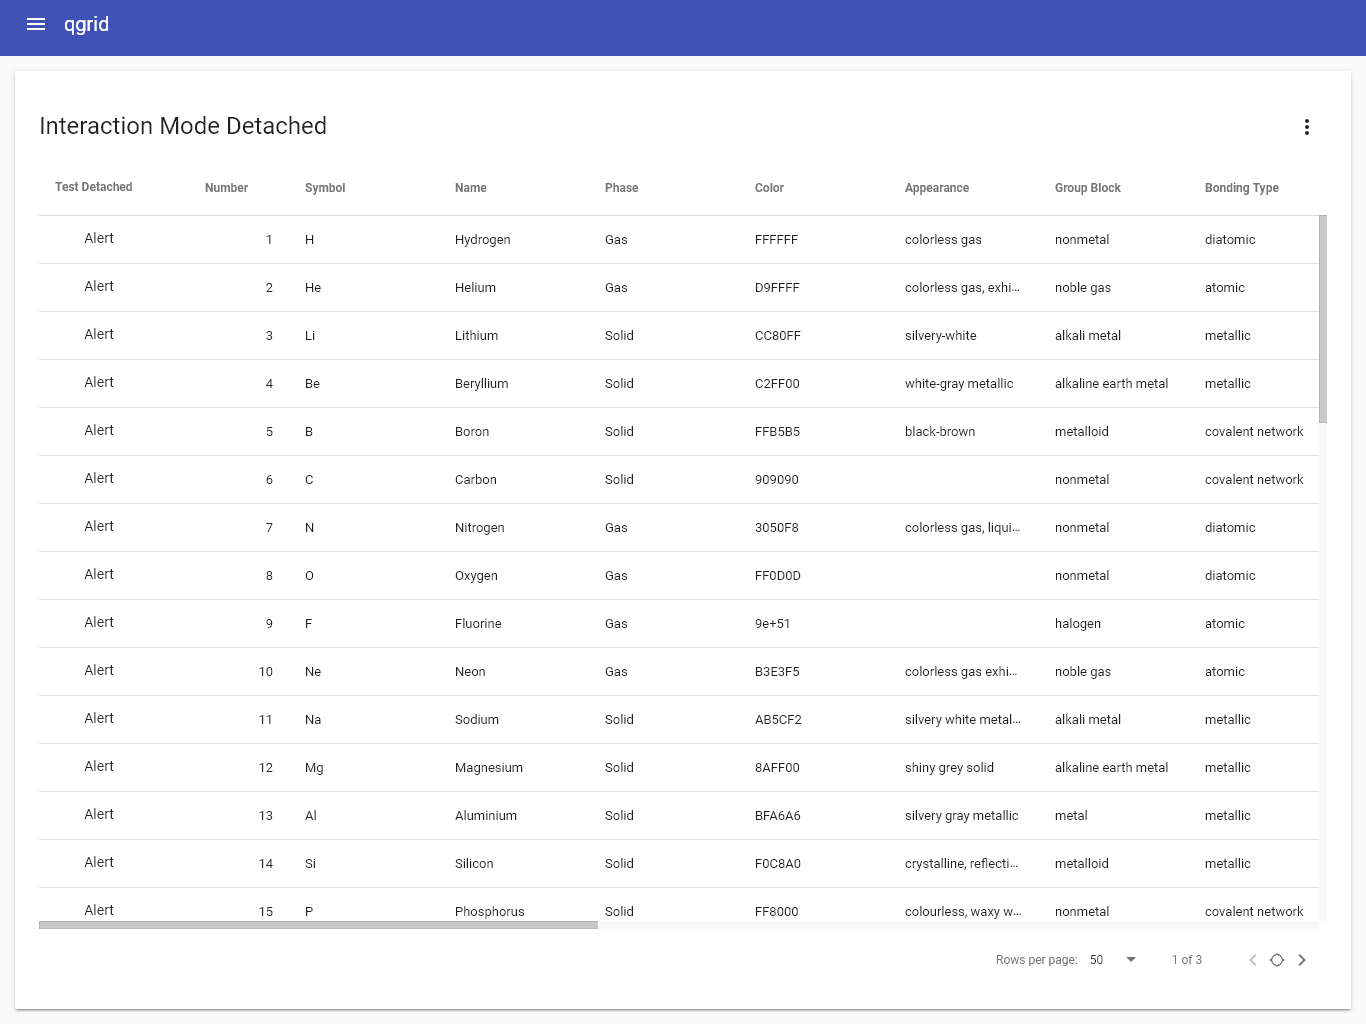 qgrid
Interaction Mode Detached
Test Detached Number Symbol Name Phase Color Appearance Group Block Bonding Type
Alert 1 H Hydrogen Gas FFFFFF colorless gas nonmetal diatomic
Alert 2 He Helium Gas D9FFFF colorless gas, exhi... noble gas atomic
Alert 3 Li Lithium Solid CC80FF silvery-white alkali metal metallic
Alert 4 Be Beryllium Solid C2FF00 white-gray metallic alkaline earth metal metallic
Alert 5 B Boron Solid FFB5B5 black-brown metalloid covalent network
Alert 6 C Carbon Solid 909090 nonmetal covalent network
Alert 7 N Nitrogen Gas 3050F8 colorless gas, liqui... nonmetal diatomic
Alert 8 O Oxygen Gas FF0D0D nonmetal diatomic
Alert 9 F Fluorine Gas 9e+51 halogen atomic
Alert 10 Ne Neon Gas B3E3F5 colorless gas exhi... noble gas atomic
Alert 11 Na Sodium Solid AB5CF2 silvery white metal... alkali metal metallic
Alert 12 Mg Magnesium Solid 8AFF00 shiny grey solid alkaline earth metal metallic
Alert 13 Al Aluminium Solid BFA6A6 silvery gray metallic metal metallic
Alert 14 Si Silicon Solid F0C8A0 crystalline, reflecti... metalloid metallic
Alert 15 P Phosphorus Solid FF8000 colourless, waxy w... nonmetal covalent network
Rows per page: 50 1 of 3